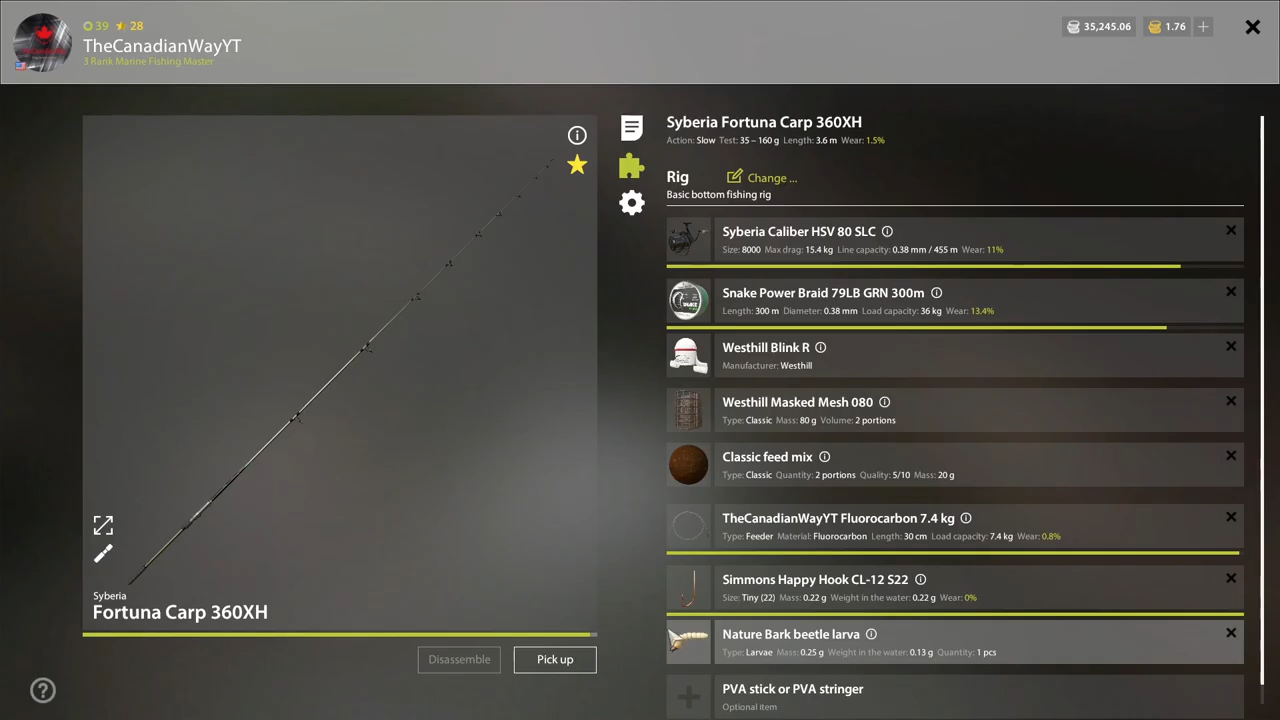 39 28
TheCanadianWayYT
3 Rank Marine Fishing Master
35,245.06 1.76
Syberia Fortuna Carp 360XH
Action: Slow Test: 35 – 160 g Length: 3.6 m Wear: 1.5%
Rig Change ...
Basic bottom fishing rig
Syberia Caliber HSV 80 SLC
Size: 8000 Max drag: 15.4 kg Line capacity: 0.38 mm / 455 m Wear: 11%
Snake Power Braid 79LB GRN 300m
Length: 300 m Diameter: 0.38 mm Load capacity: 36 kg Wear: 13.4%
Westhill Blink R
Manufacturer: Westhill
Westhill Masked Mesh 080
Type: Classic Mass: 80 g Volume: 2 portions
Classic feed mix
Type: Classic Quantity: 2 portions Quality: 5/10 Mass: 20 g
TheCanadianWayYT Fluorocarbon 7.4 kg
Type: Feeder Material: Fluorocarbon Length: 30 cm Load capacity: 7.4 kg Wear: 0.8%
Simmons Happy Hook CL-12 S22
Size: Tiny (22) Mass: 0.22 g Weight in the water: 0.22 g Wear: 0%
Nature Bark beetle larva
Type: Larvae Mass: 0.25 g Weight in the water: 0.13 g Quantity: 1 pcs
PVA stick or PVA stringer
Optional item
Syberia
Fortuna Carp 360XH
Disassemble Pick up